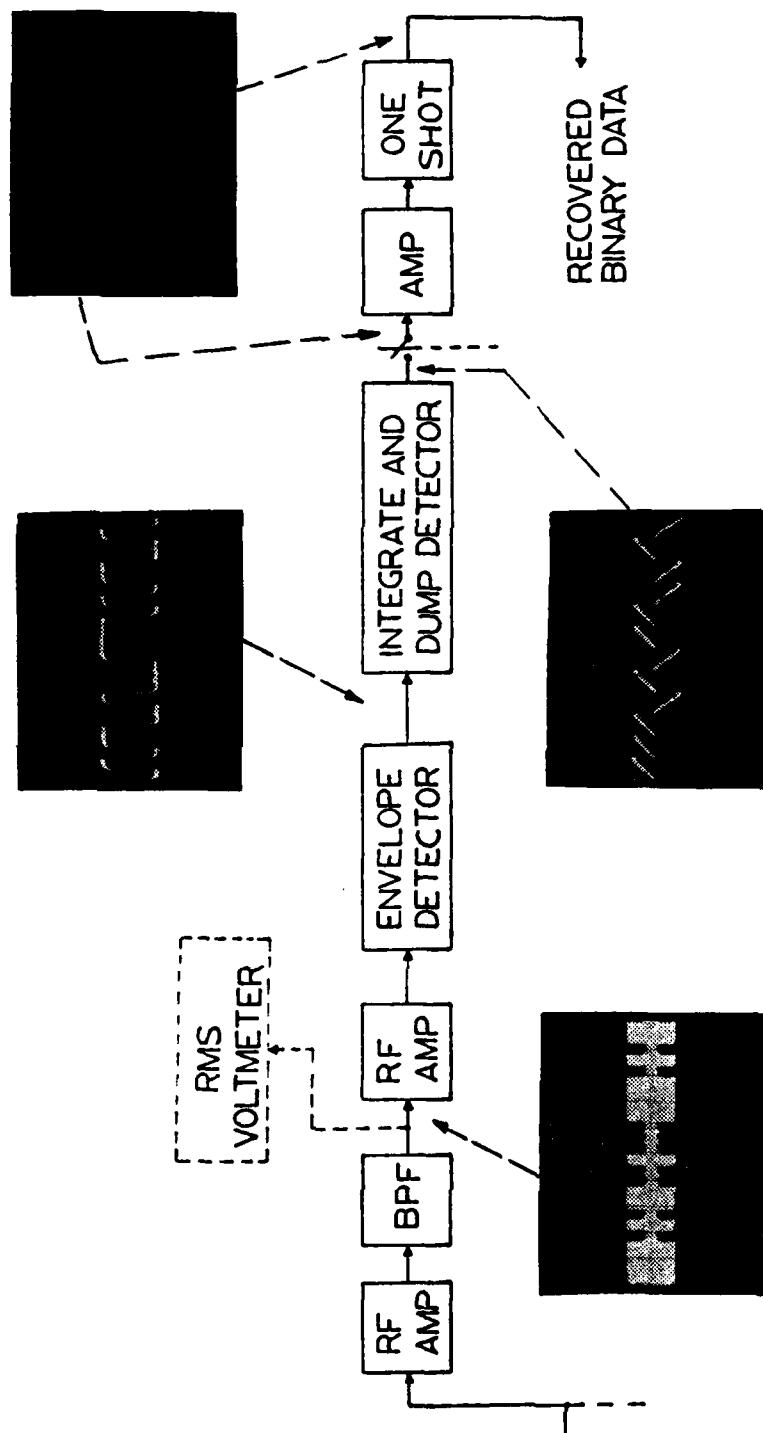 RF
AMP
BPF
RF
AMP
RMS
VOLTMETER
ENVELOPE
DETECTOR
INTEGRATE AND
DUMP DETECTOR
AMP
ONE
SHOT
RECOVERED
BINARY DATA